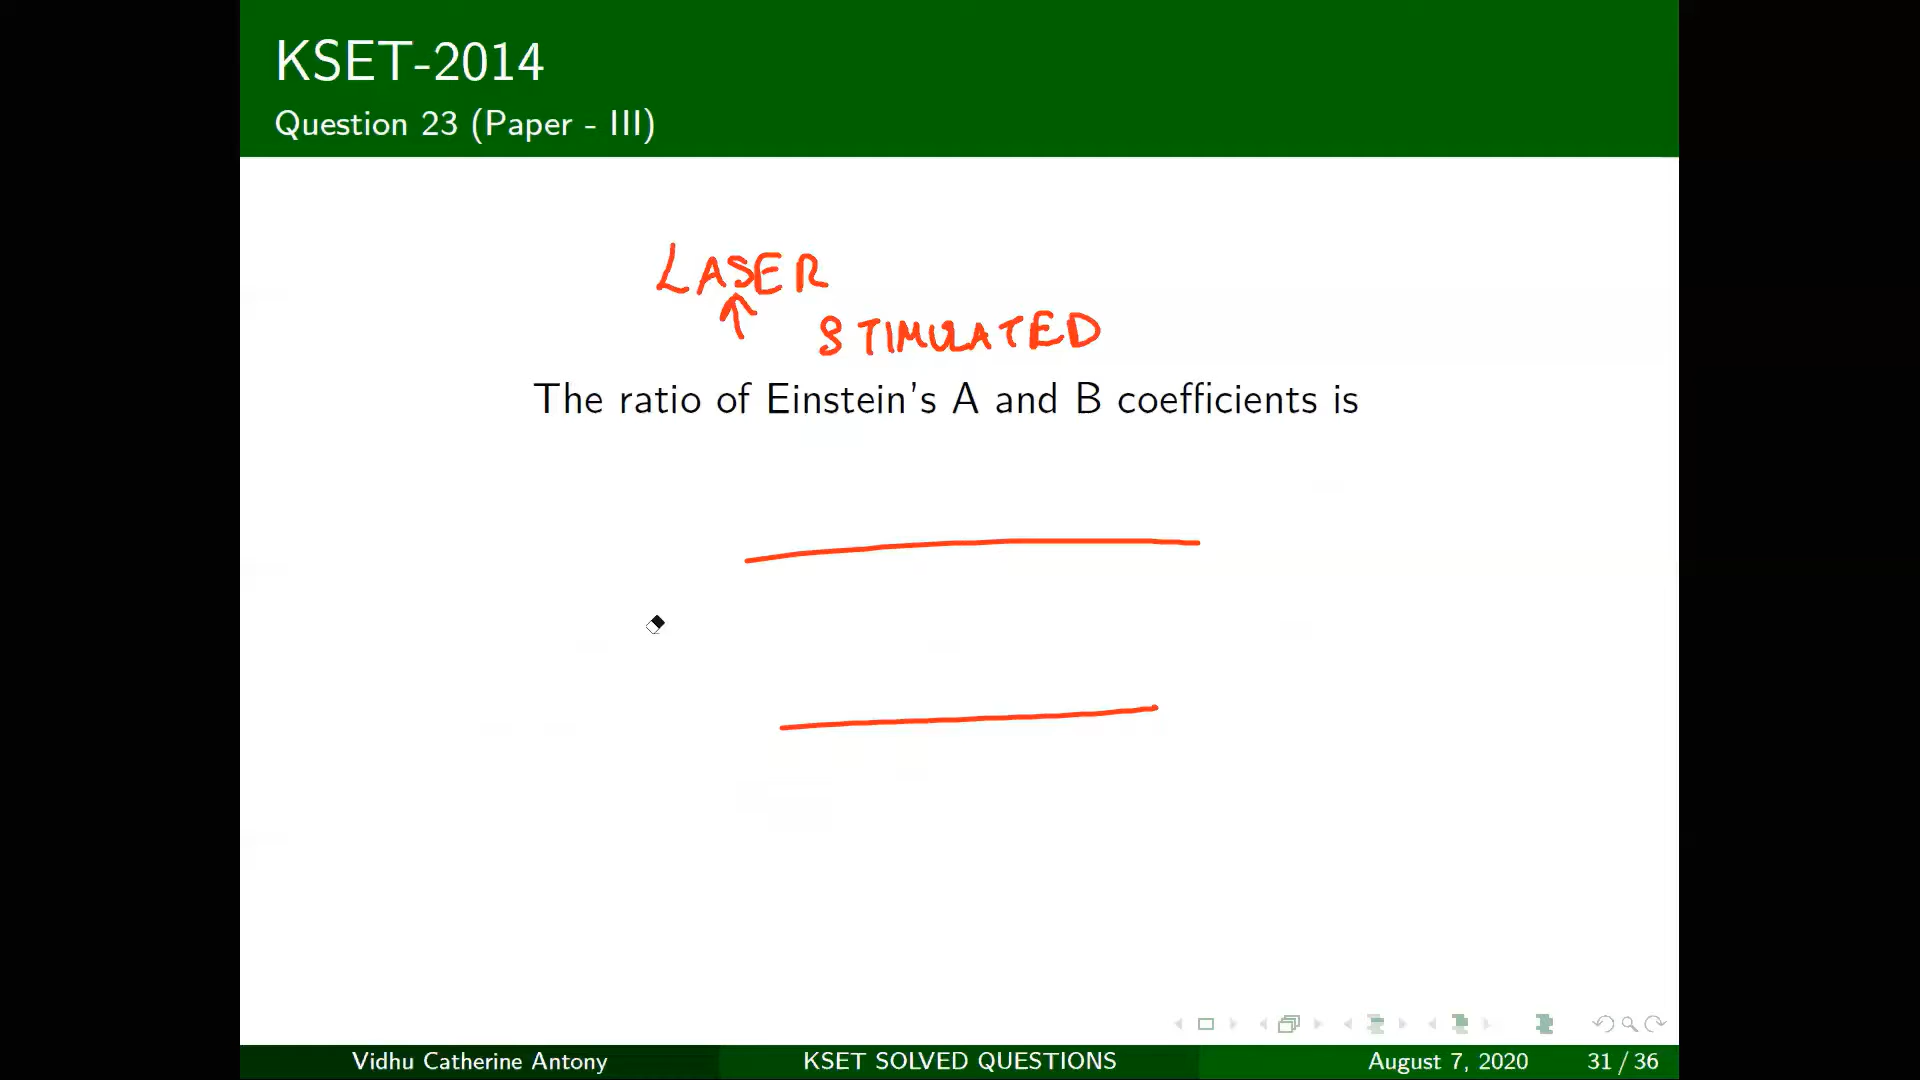 KSET-2014
Question 23 (Paper - III)
LASER
STIMULATED
The ratio of Einstein's A and B coefficients is
Vidhu Catherine Antony KSET SOLVED QUESTIONS August 7, 2020 31 / 36